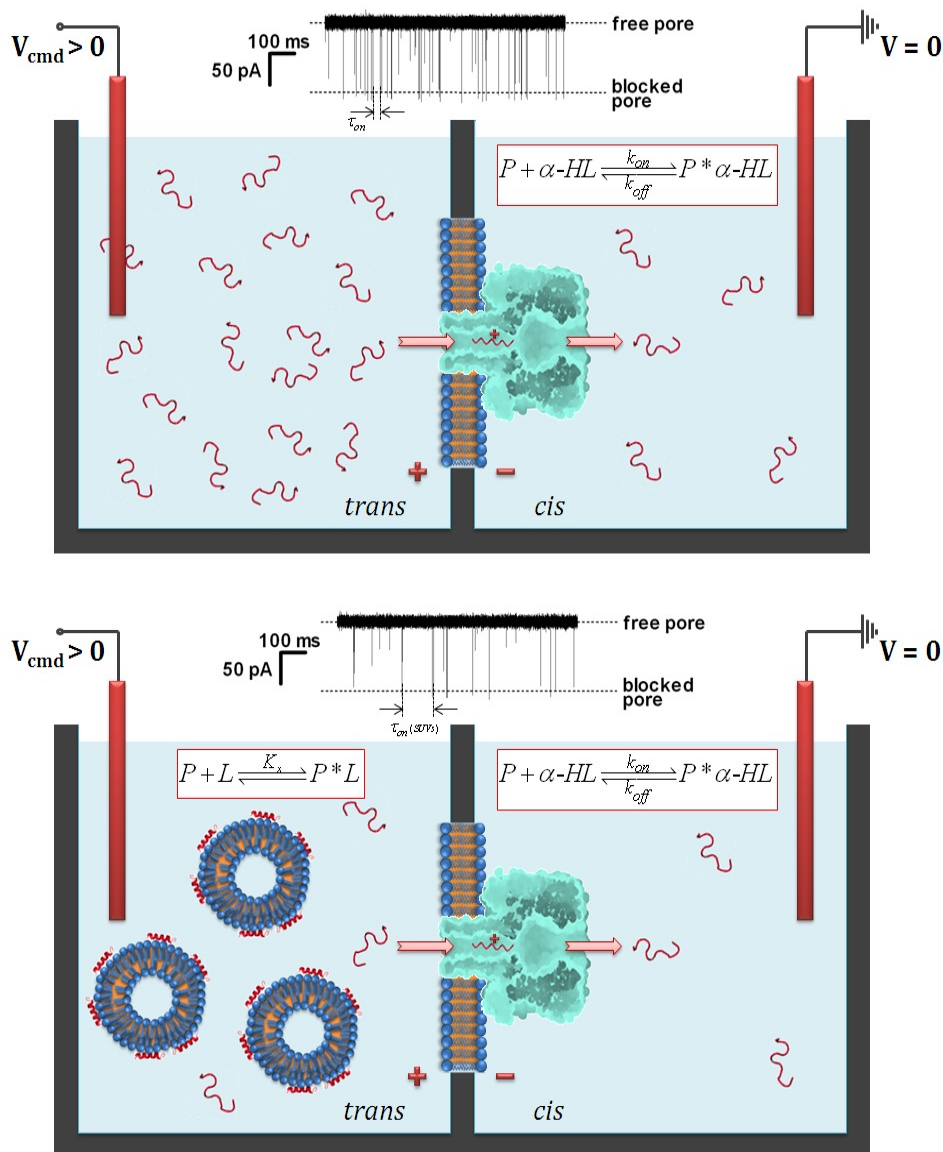 V_cmd > 0
100 ms
50 pA
free pore
blocked
pore
τ_on
V = 0
P + α-HL ⇌ P * α-HL
k_on
k_off
+
+
−
trans
cis
V_cmd > 0
100 ms
50 pA
free pore
blocked
pore
τ_on (SUVs)
V = 0
P + L ⇌ P * L
K_x
P + α-HL ⇌ P * α-HL
k_on
k_off
+
+
−
trans
cis